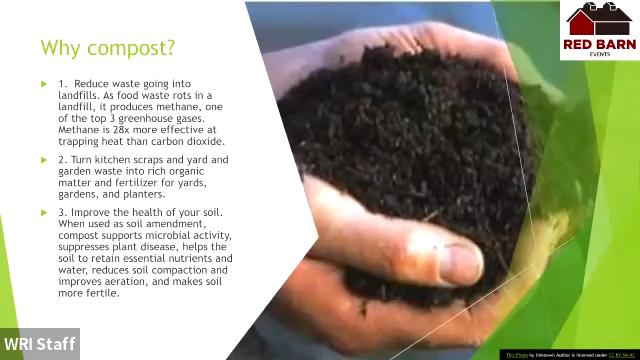 RED BARN
EVENTS
Why compost?
1. Reduce waste going into
landfills. As food waste rots in a
landfill, it produces methane, one
of the top 3 greenhouse gases.
Methane is 28x more effective at
trapping heat than carbon dioxide.
2. Turn kitchen scraps and yard and
garden waste into rich organic
matter and fertilizer for yards,
gardens, and planters.
3. Improve the health of your soil.
When used as soil amendment,
compost supports microbial activity,
suppresses plant disease, helps the
soil to retain essential nutrients and
water, reduces soil compaction and
improves aeration, and makes soil
more fertile.
WRI Staff
This Photo by Unknown Author is licensed under CC BY-SA-NC